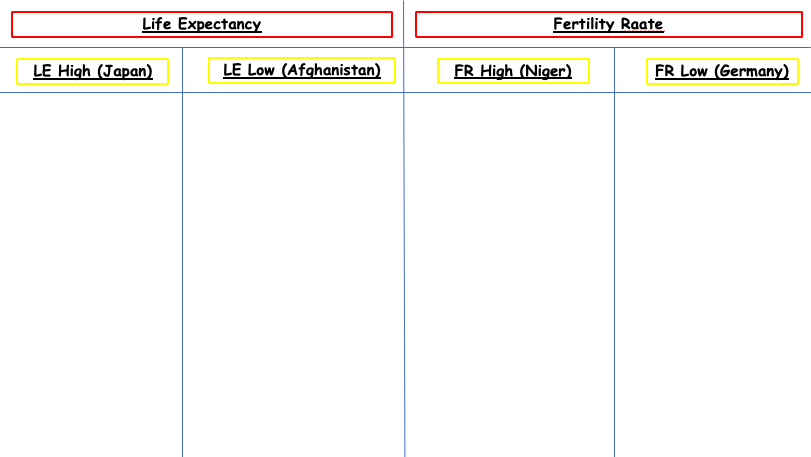 Life Expectancy
Fertility Raate
LE High (Japan)
LE Low (Afghanistan)
FR High (Niger)
FR Low (Germany)